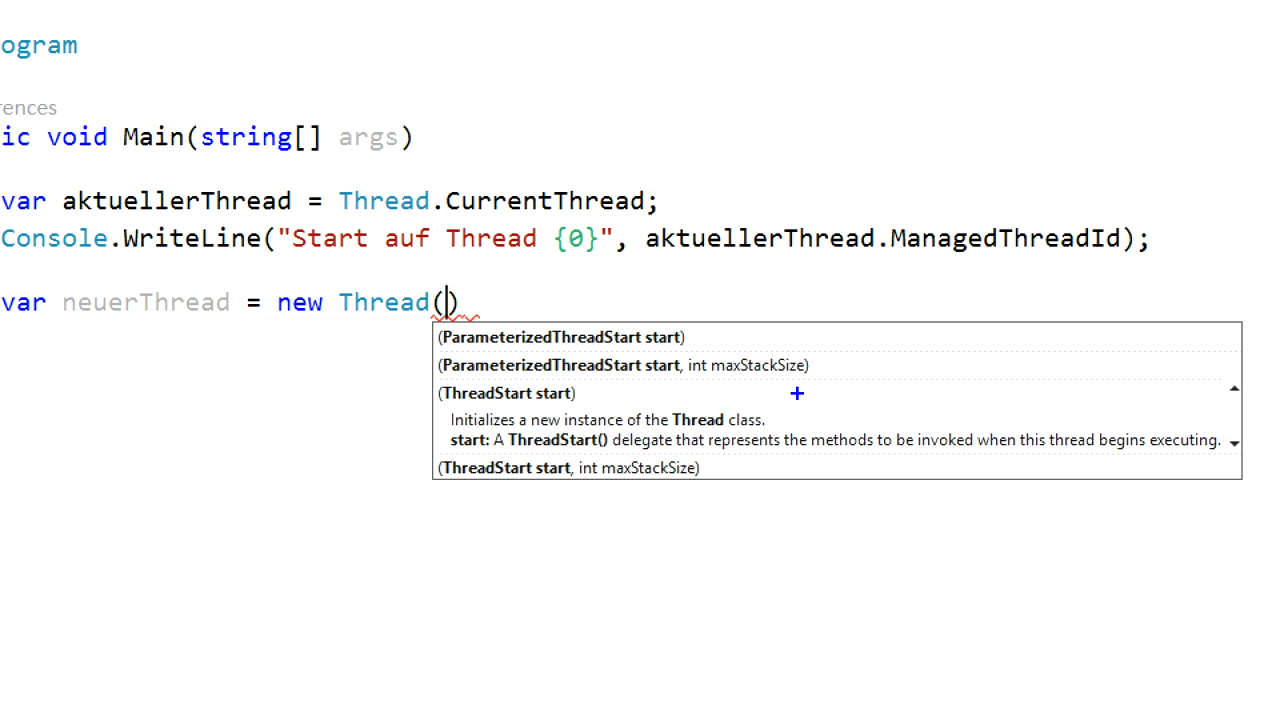 ogram
rences
ic void Main(string[] args)
var aktuellerThread = Thread.CurrentThread;
Console.WriteLine("Start auf Thread {0}", aktuellerThread.ManagedThreadId);
var neuerThread = new Thread()
(ParameterizedThreadStart start)
(ParameterizedThreadStart start, int maxStackSize)
(ThreadStart start)
Initializes a new instance of the Thread class.
start: A ThreadStart() delegate that represents the methods to be invoked when this thread begins executing.
(ThreadStart start, int maxStackSize)